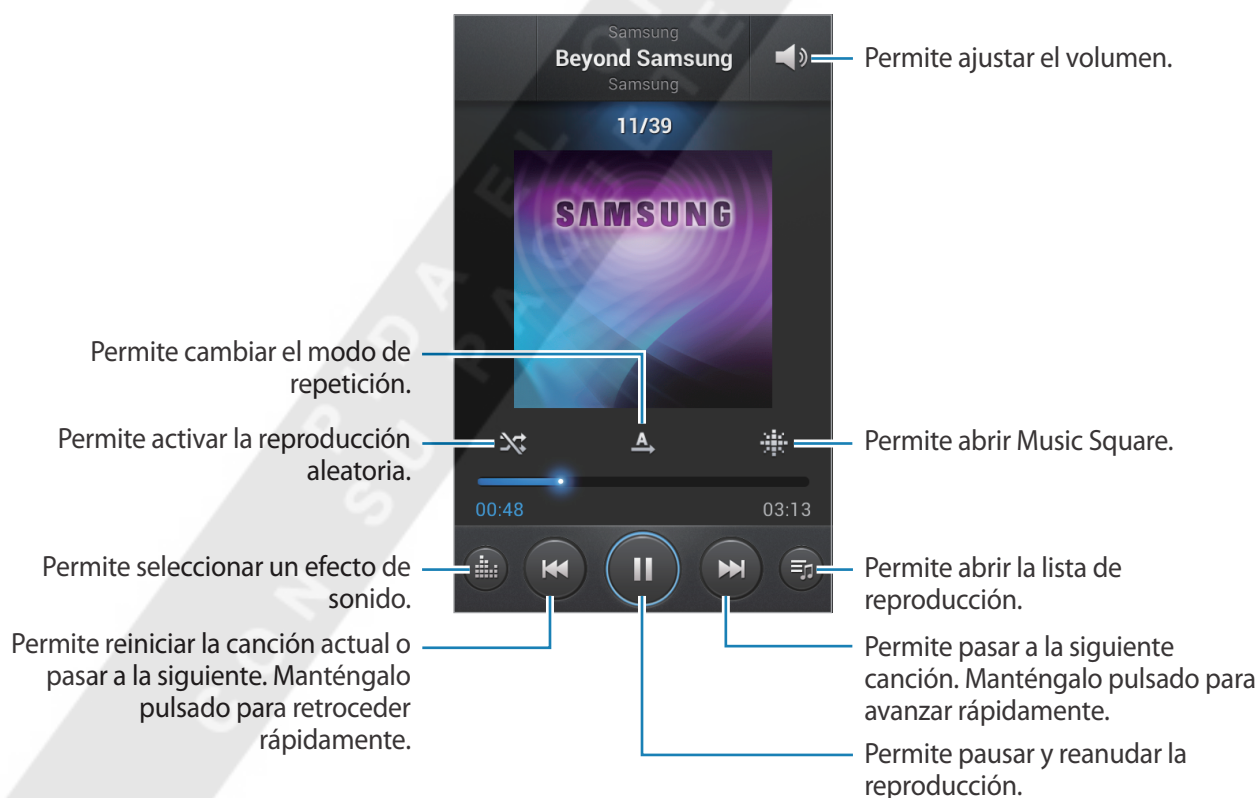 Samsung
Beyond Samsung
Samsung
Permite ajustar el volumen.
11/39
SAMSUNG
Permite cambiar el modo de
repetición.
Permite activar la reproducción
aleatoria.
A
Permite abrir Music Square.
00:48
03:13
Permite seleccionar un efecto de
sonido.
Permite abrir la lista de
reproducción.
Permite reiniciar la canción actual o
pasar a la siguiente. Manténgalo
pulsado para retroceder
rápidamente.
Permite pasar a la siguiente
canción. Manténgalo pulsado para
avanzar rápidamente.
Permite pausar y reanudar la
reproducción.